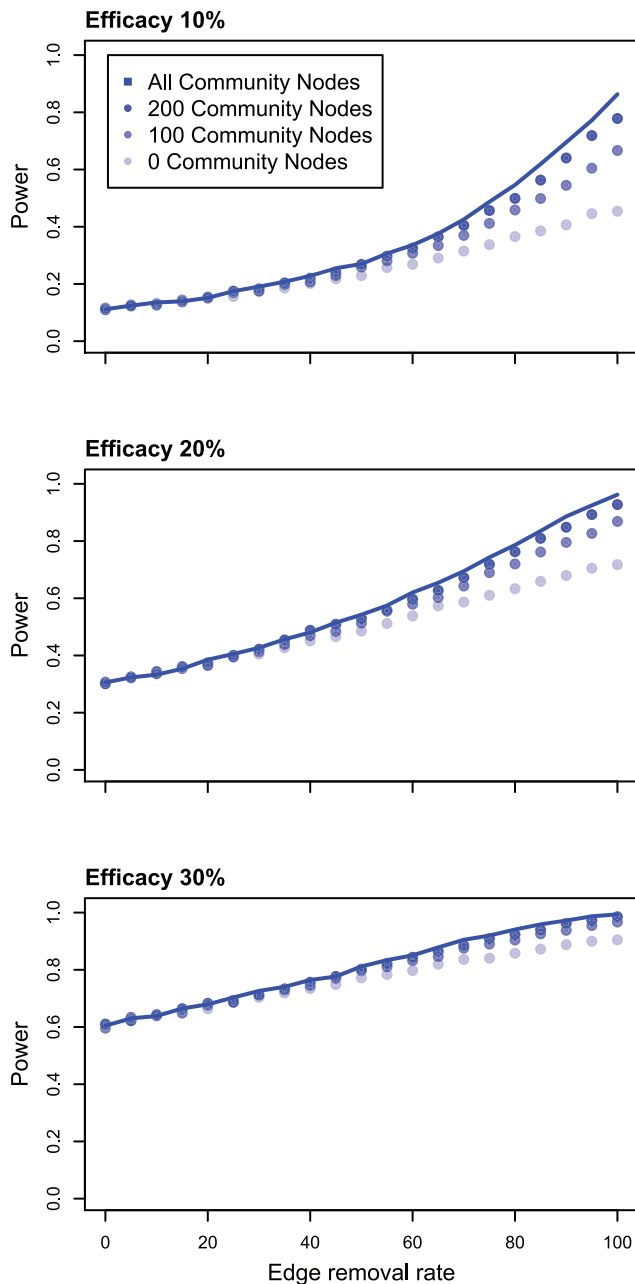 Efficacy 10%
Power
1.0
0.8
0.6
0.4
0.2
0.0
All Community Nodes
200 Community Nodes
100 Community Nodes
0 Community Nodes
Efficacy 20%
Power
1.0
0.8
0.6
0.4
0.2
0.0
Efficacy 30%
Power
1.0
0.8
0.6
0.4
0.2
0.0
0 20 40 60 80 100
Edge removal rate